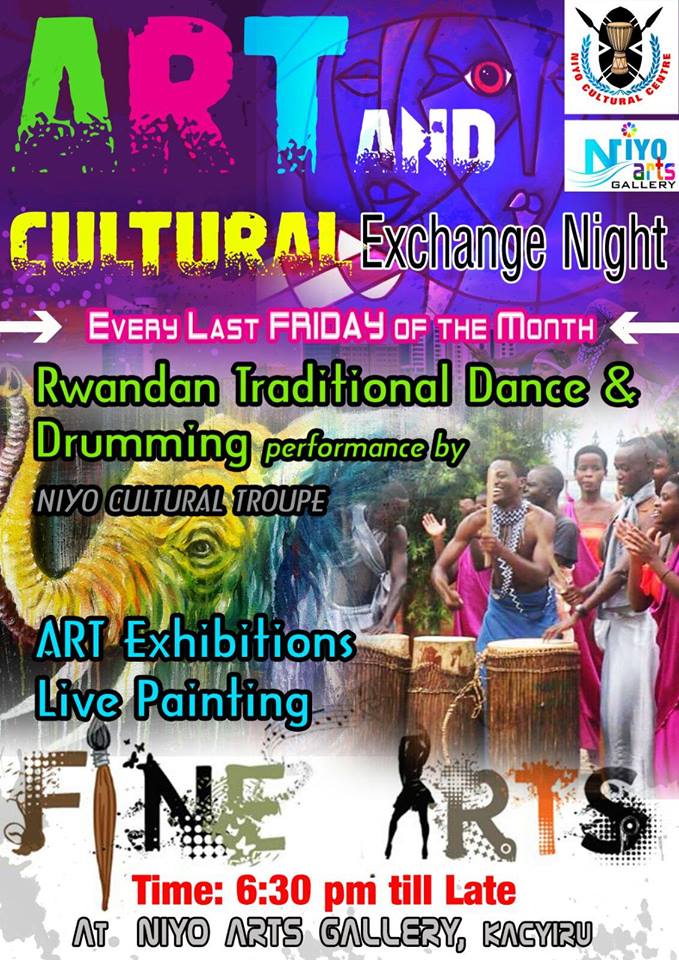 ART AND
NIYO CULTURAL CENTRE
NIYO
arts
GALLERY
CULTURAL Exchange Night
EVERY LAST FRIDAY OF THE MONTH
Rwandan Traditional Dance &
Drumming performance by
NIYO CULTURAL TROUPE
ART Exhibitions
Live Painting
FINE ARTS
Time: 6:30 pm till Late
At NIYO ARTS GALLERY, KACYIRU